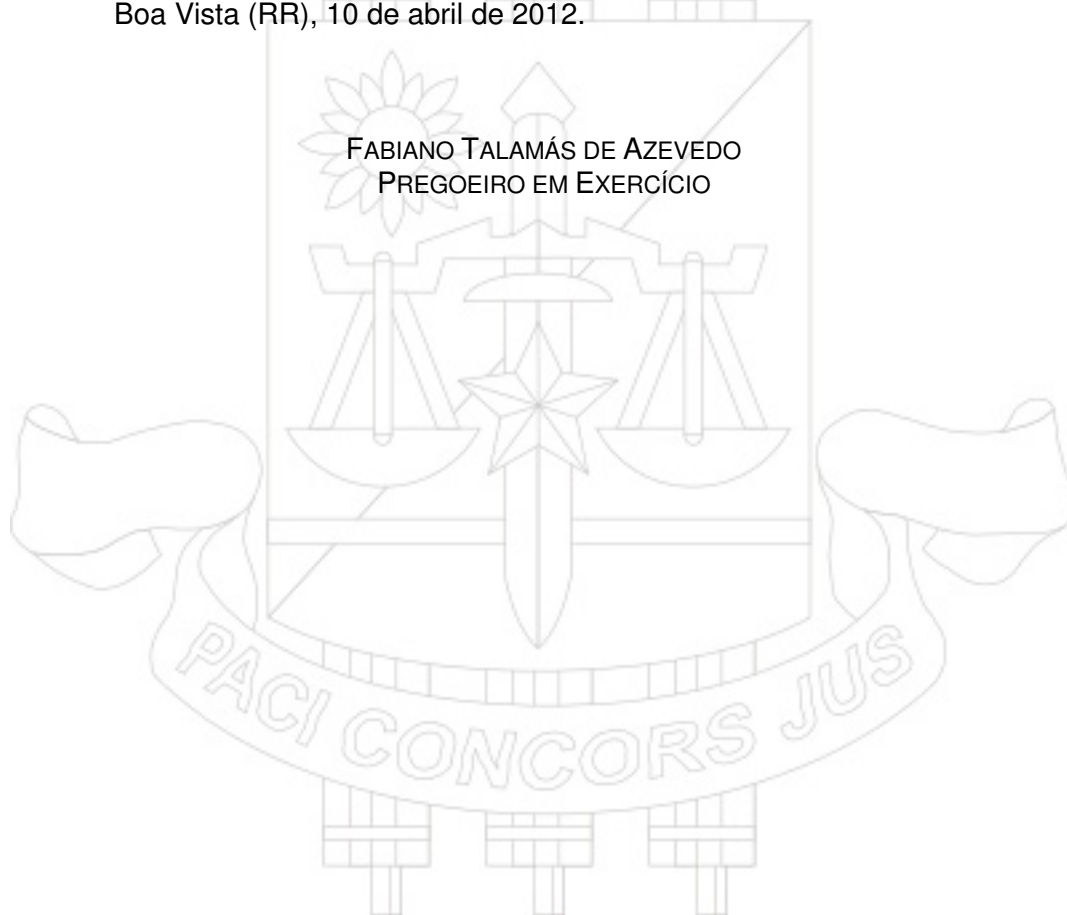 Boa Vista (RR), 10 de abril de 2012.
FABIANO TALAMÁS DE AZEVEDO
PREGOEIRO EM EXERCÍCIO
PACI CONCORS JUS